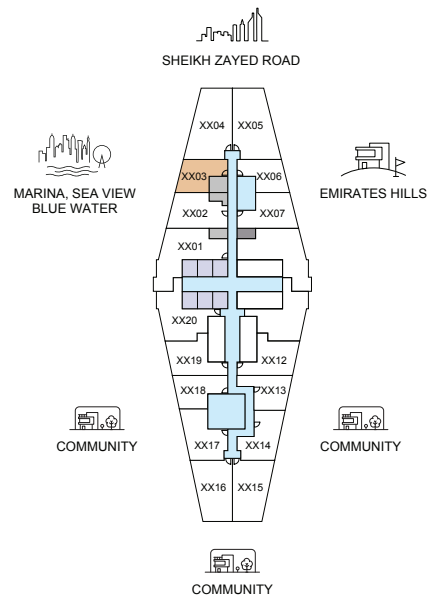 SHEIKH ZAYED ROAD
XX04
XX05
MARINA, SEA VIEW
BLUE WATER
XX03
XX06
EMIRATES HILLS
XX02
XX07
XX01
XX20
XX19
XX12
XX18
XX13
COMMUNITY
XX17
XX14
COMMUNITY
XX16
XX15
COMMUNITY